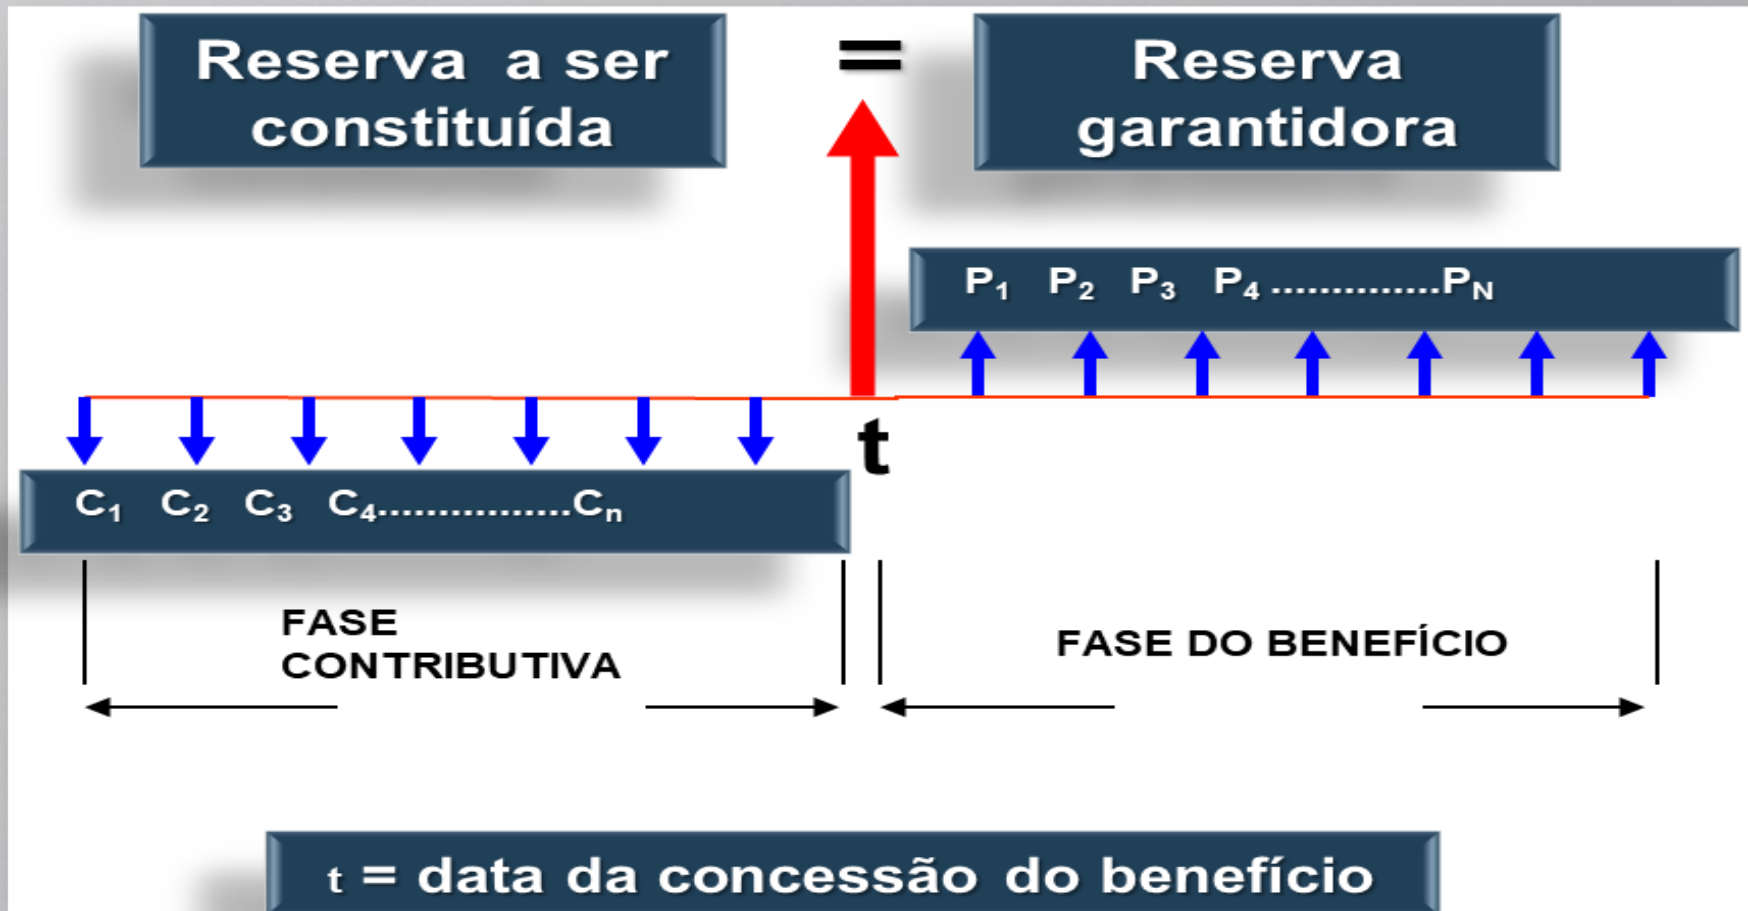 Reserva a ser
constituída
=
Reserva
garantidora
P₁ P₂ P₃ P₄ ..............P_N
t
C₁ C₂ C₃ C₄................Cₙ
FASE
CONTRIBUTIVA
FASE DO BENEFÍCIO
t = data da concessão do benefício